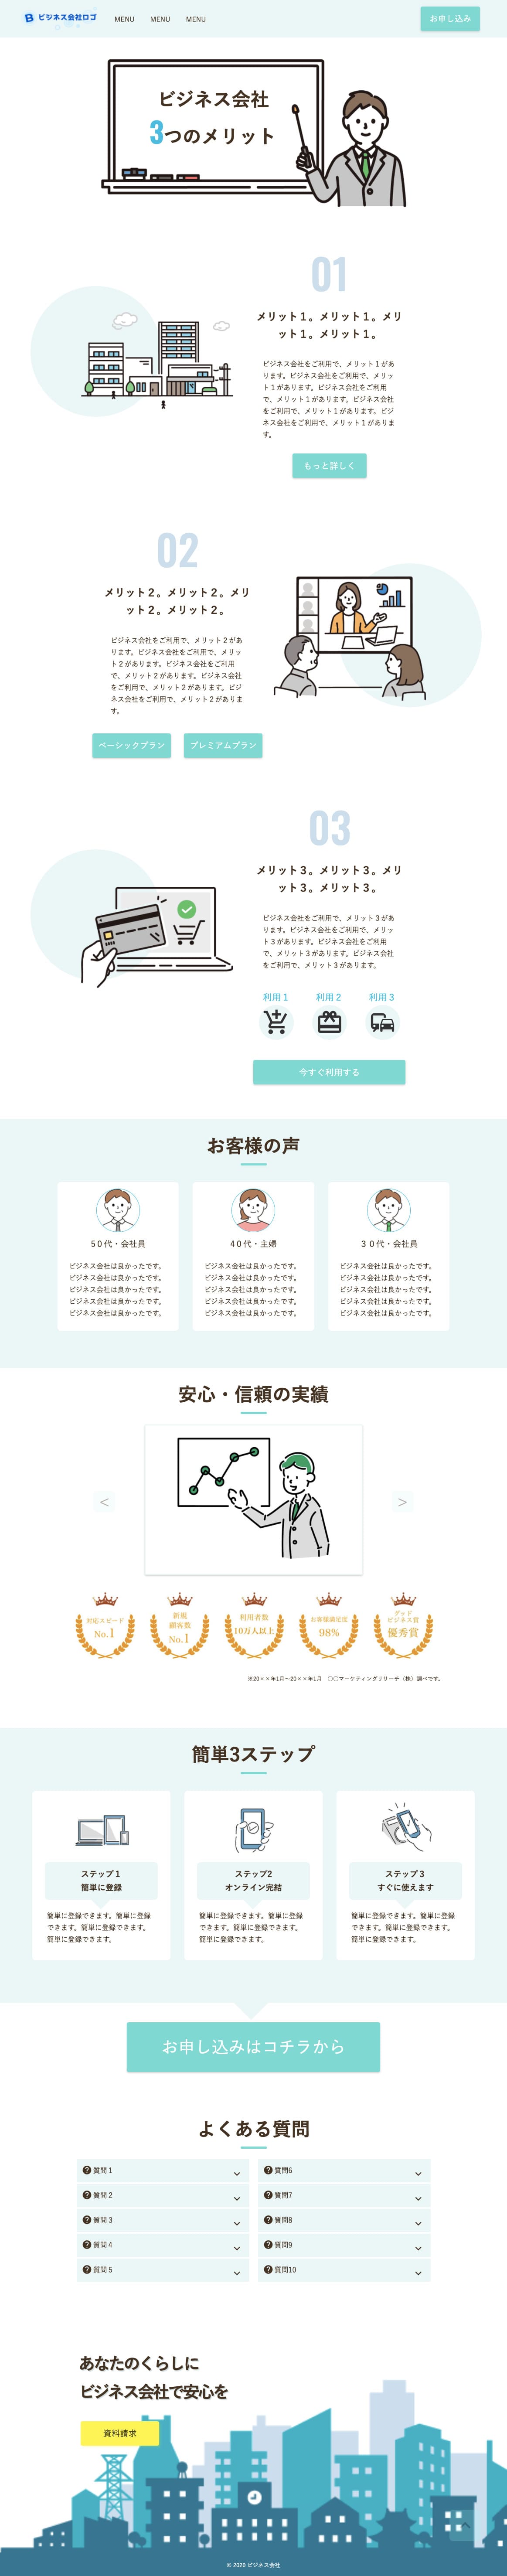 B ビジネス会社ロゴ
MENU MENU MENU
お申し込み
ビジネス会社
3つのメリット
01
メリット１。メリット１。メリ
ット１。メリット１。
ビジネス会社をご利用で、メリット１があ
ります。ビジネス会社をご利用で、メリッ
ト１があります。ビジネス会社をご利用
で、メリット１があります。ビジネス会社
をご利用で、メリット１があります。ビジ
ネス会社をご利用で、メリット１がありま
す。
もっと詳しく
02
メリット２。メリット２。メリ
ット２。メリット２。
ビジネス会社をご利用で、メリット２があ
ります。ビジネス会社をご利用で、メリッ
ト２があります。ビジネス会社をご利用
で、メリット２があります。ビジネス会社
をご利用で、メリット２があります。ビジ
ネス会社をご利用で、メリット２がありま
す。
ベーシックプラン プレミアムプラン
03
メリット３。メリット３。メリ
ット３。メリット３。
ビジネス会社をご利用で、メリット３があ
ります。ビジネス会社をご利用で、メリッ
ト３があります。ビジネス会社をご利用
で、メリット３があります。ビジネス会社
をご利用で、メリット３があります。
利用１ 利用２ 利用３
今すぐ利用する
お客様の声
5０代・会社員
ビジネス会社は良かったです。
ビジネス会社は良かったです。
ビジネス会社は良かったです。
ビジネス会社は良かったです。
ビジネス会社は良かったです。
4０代・主婦
ビジネス会社は良かったです。
ビジネス会社は良かったです。
ビジネス会社は良かったです。
ビジネス会社は良かったです。
ビジネス会社は良かったです。
３０代・会社員
ビジネス会社は良かったです。
ビジネス会社は良かったです。
ビジネス会社は良かったです。
ビジネス会社は良かったです。
ビジネス会社は良かったです。
安心・信頼の実績
< >
対応スピード
No.1
新規
顧客数
No.1
利用者数
10万人以上
お客様満足度
98%
グッド
ビジネス賞
優秀賞
※20××年1月～20××年1月　〇〇マーケティングリサーチ（株）調べです。
簡単3ステップ
ステップ１
簡単に登録
簡単に登録できます。簡単に登録
できます。簡単に登録できます。
簡単に登録できます。
ステップ2
オンライン完結
簡単に登録できます。簡単に登録
できます。簡単に登録できます。
簡単に登録できます。
ステップ３
すぐに使えます
簡単に登録できます。簡単に登録
できます。簡単に登録できます。
簡単に登録できます。
お申し込みはコチラから
よくある質問
質問１
質問２
質問３
質問４
質問５
質問6
質問7
質問8
質問9
質問10
あなたのくらしに
ビジネス会社で安心を
資料請求
© 2020 ビジネス会社